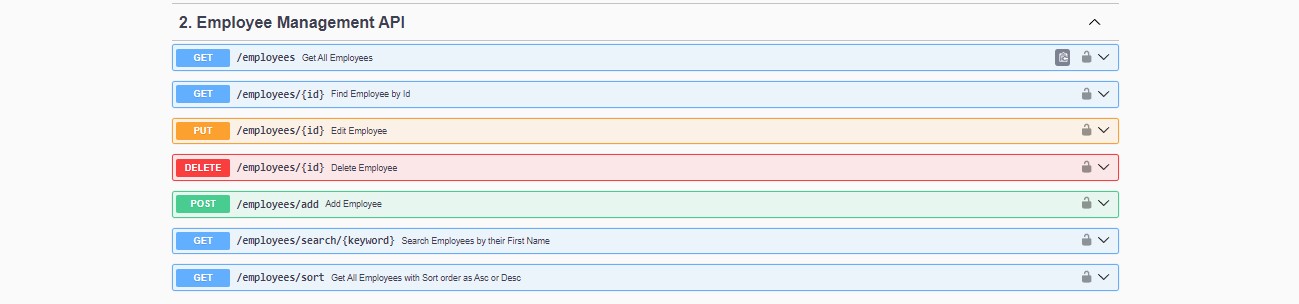 2. Employee Management API
GET /employees Get All Employees
GET /employees/{id} Find Employee by Id
PUT /employees/{id} Edit Employee
DELETE /employees/{id} Delete Employee
POST /employees/add Add Employee
GET /employees/search/{keyword} Search Employees by their First Name
GET /employees/sort Get All Employees with Sort order as Asc or Desc